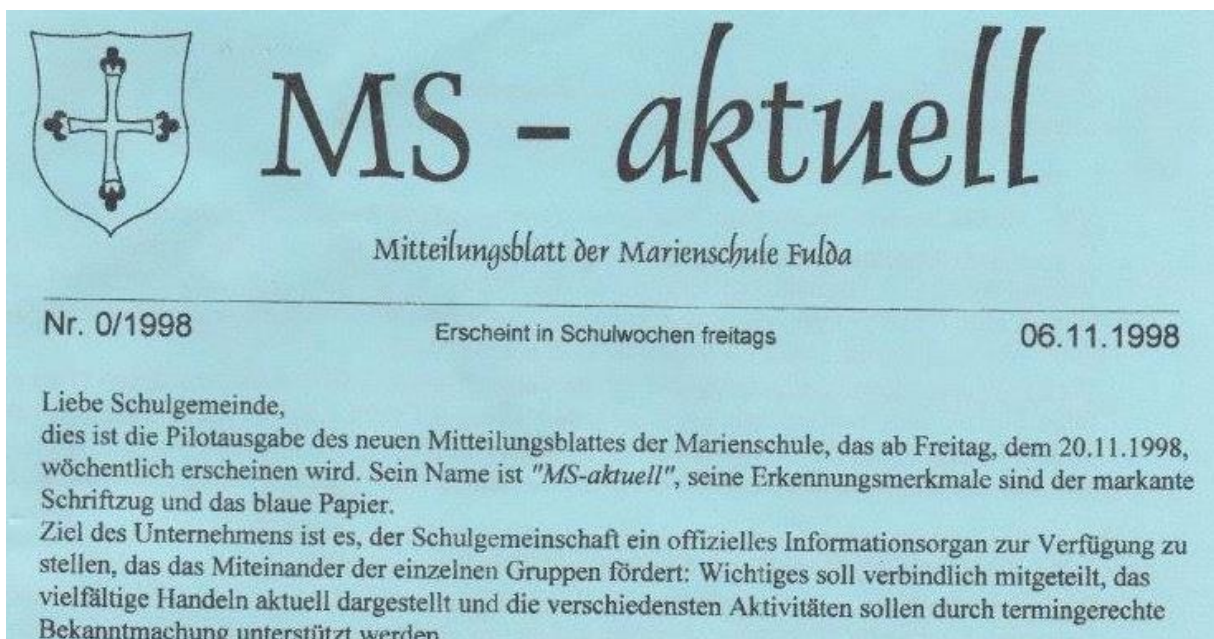 MS - aktuell
Mitteilungsblatt der Marienschule Fulda
Nr. 0/1998 Erscheint in Schulwochen freitags 06.11.1998
Liebe Schulgemeinde,
dies ist die Pilotausgabe des neuen Mitteilungsblattes der Marienschule, das ab Freitag, dem 20.11.1998,
wöchentlich erscheinen wird. Sein Name ist "MS-aktuell", seine Erkennungsmerkmale sind der markante
Schriftzug und das blaue Papier.
Ziel des Unternehmens ist es, der Schulgemeinschaft ein offizielles Informationsorgan zur Verfügung zu
stellen, das das Miteinander der einzelnen Gruppen fördert: Wichtiges soll verbindlich mitgeteilt, das
vielfältige Handeln aktuell dargestellt und die verschiedensten Aktivitäten sollen durch termingerechte
Bekanntmachung unterstützt werden